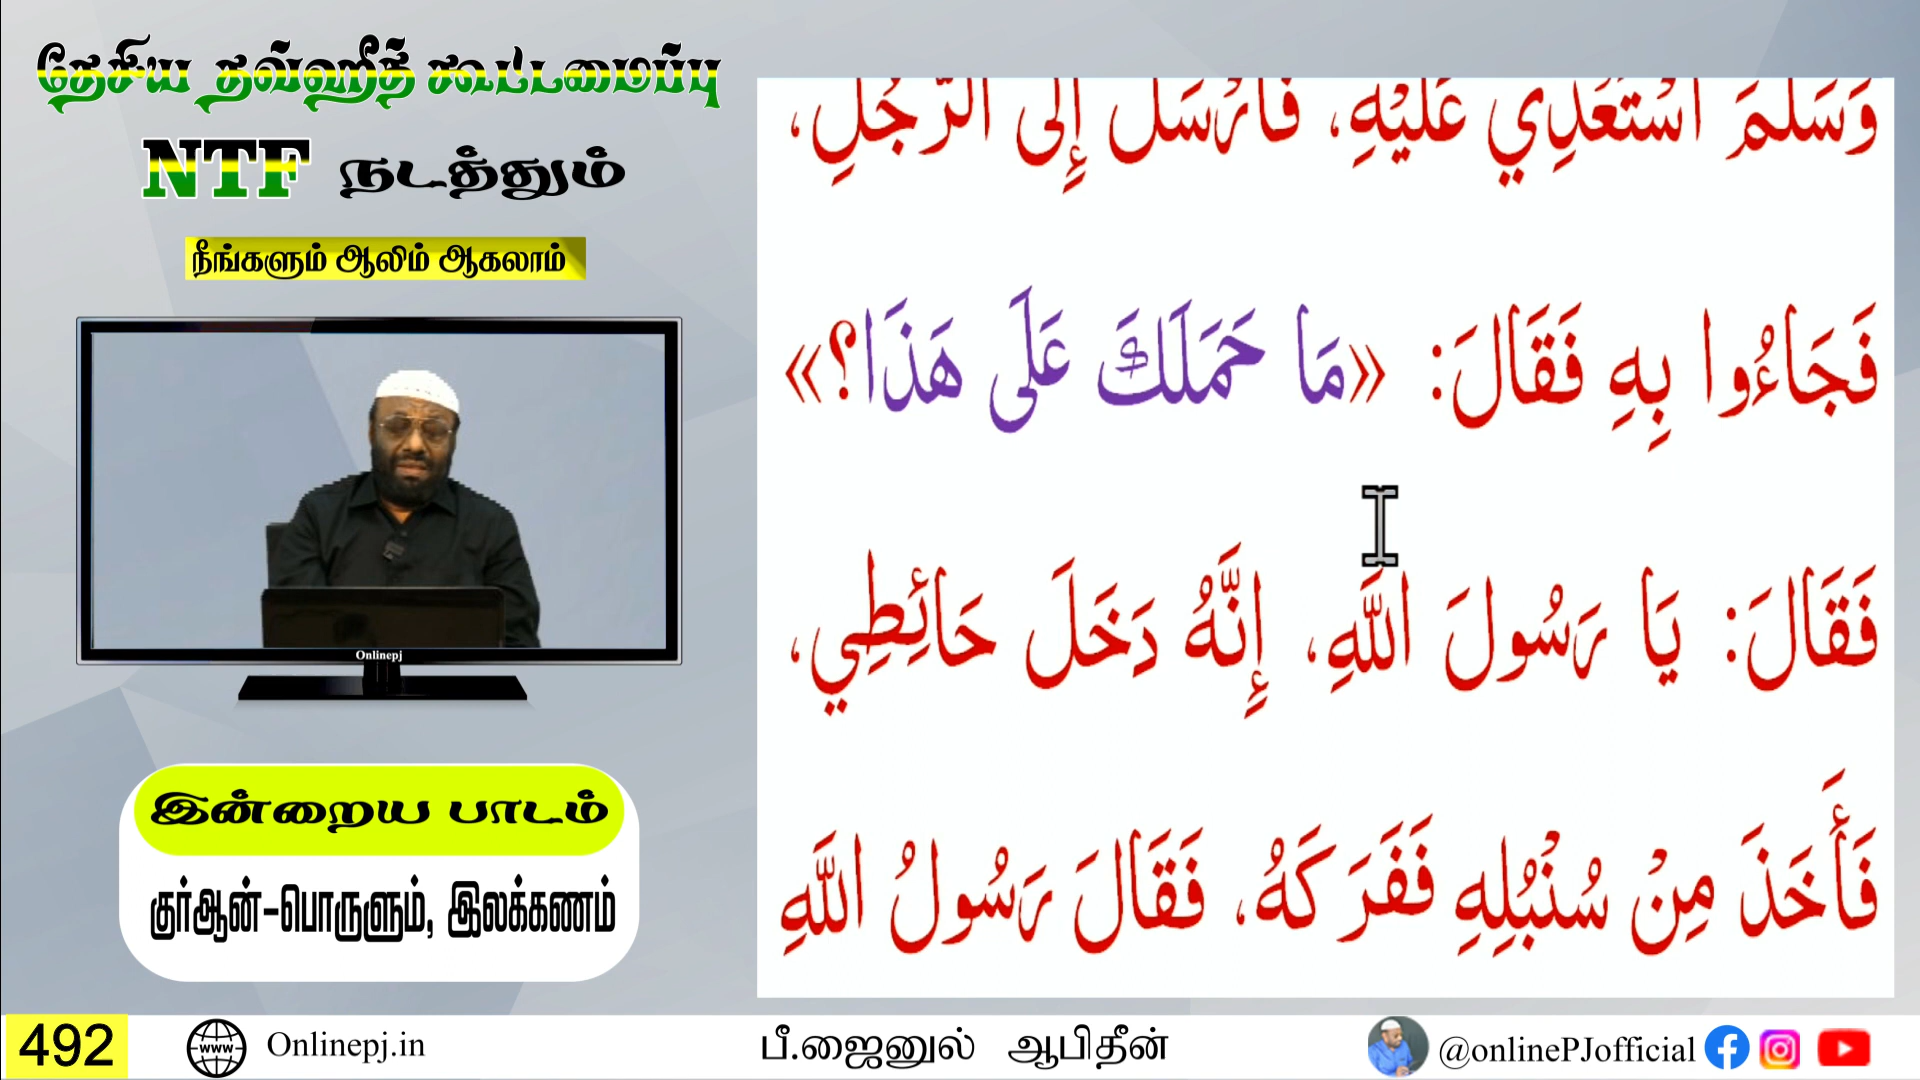 தேசிய தவ்ஹீத் கூட்டமைப்பு
NTF நடத்தும்
நீங்களும் ஆலிம் ஆகலாம்
Onlinepj
இன்றைய பாடம்
குர்ஆன்-பொருளும், இலக்கணம்
وَسَلَّمَ أَسْتَعْدِي عَلَيْهِ، فَأَرْسَلَ إِلَى الرَّجُلِ،
فَجَاءُوا بِهِ فَقَالَ: «مَا حَمَلَكَ عَلَى هَذَا؟»
فَقَالَ: يَا رَسُولَ اللَّهِ، إِنَّهُ دَخَلَ حَائِطِي،
فَأَخَذَ مِنْ سُنْبُلِهِ فَفَرَكَهُ، فَقَالَ رَسُولُ اللَّهِ
492
www
Onlinepj.in
பீ.ஜைனுல் ஆபிதீன்
@onlinePJofficial